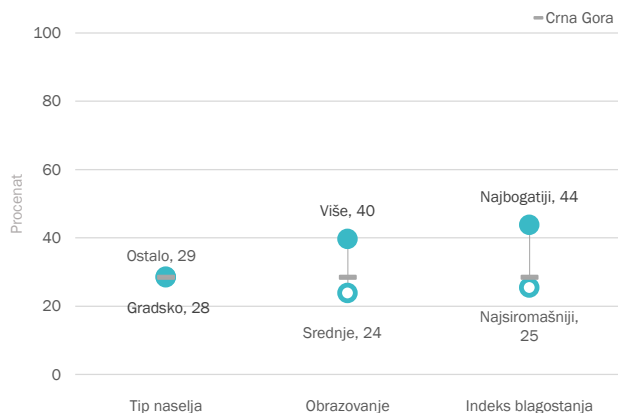 Crna Gora
100
80
60
40
20
0
Procenat
Ostalo, 29
Gradsko, 28
Više, 40
Srednje, 24
Najbogatiji, 44
Najsiromašniji,
25
Tip naselja
Obrazovanje
Indeks blagostanja